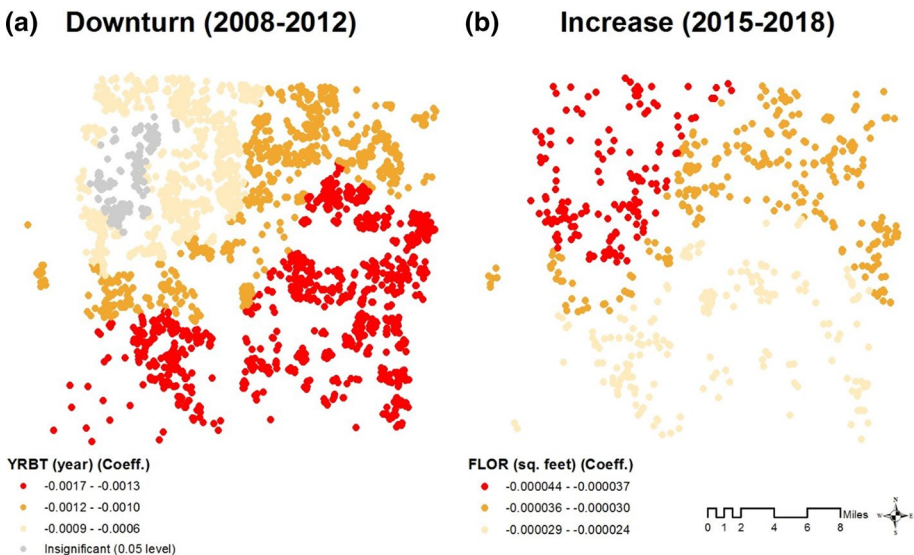 (a) Downturn (2008-2012)
(b) Increase (2015-2018)
YRBT (year) (Coeff.)
-0.0017 - -0.0013
-0.0012 - -0.0010
-0.0009 - -0.0006
Insignificant (0.05 level)
FLOR (sq. feet) (Coeff.)
-0.000044 - -0.000037
-0.000036 - -0.000030
-0.000029 - -0.000024
Miles
0 1 2 4 6 8
N
W E
S